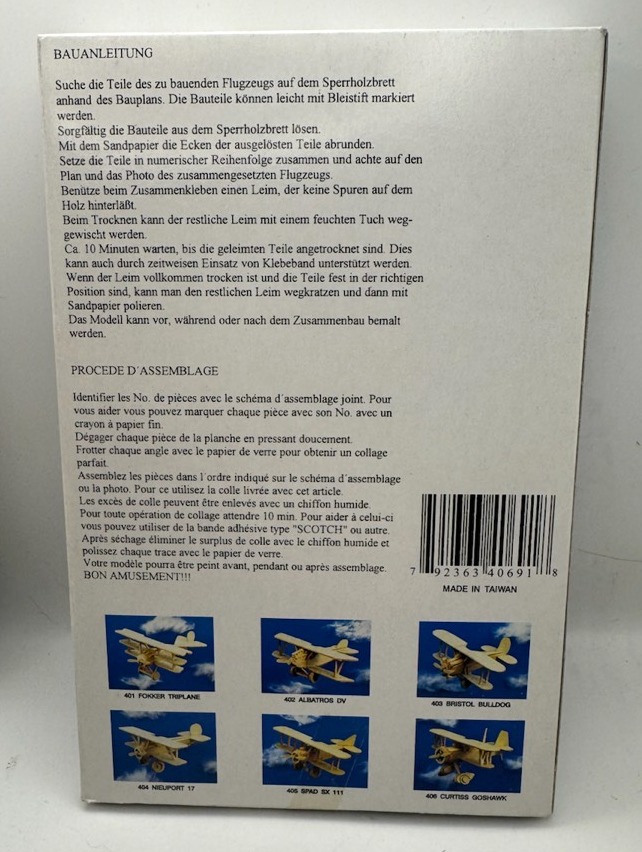 BAUANLEITUNG
Suche die Teile des zu bauenden Flugzeugs auf dem Sperrholzbrett
anhand des Bauplans. Die Bauteile können leicht mit Bleistift markiert
werden.
Sorgfältig die Bauteile aus dem Sperrholzbrett lösen.
Mit dem Sandpapier die Ecken der ausgelösten Teile abrunden.
Setze die Teile in numerischer Reihenfolge zusammen und achte auf den
Plan und das Photo des zusammengesetzten Flugzeugs.
Benütze beim Zusammenkleben einen Leim, der keine Spuren auf dem
Holz hinterläßt.
Beim Trocknen kann der restliche Leim mit einem feuchten Tuch weg-
gewischt werden.
Ca. 10 Minuten warten, bis die geleimten Teile angetrocknet sind. Dies
kann auch durch zeitweisen Einsatz von Klebeband unterstützt werden.
Wenn der Leim vollkommen trocken ist und die Teile fest in der richtigen
Position sind, kann man den restlichen Leim wegkratzen und dann mit
Sandpapier polieren.
Das Modell kann vor, während oder nach dem Zusammenbau bemalt
werden.
PROCEDE D´ASSEMBLAGE
Identifier les No. de pièces avec le schéma d´assemblage joint. Pour
vous aider vous pouvez marquer chaque pièce avec son No. avec un
crayon à papier fin.
Dégager chaque pièce de la planche en pressant doucement.
Frotter chaque angle avec le papier de verre pour obtenir un collage
parfait.
Assemblez les pièces dans l´ordre indiqué sur le schéma d´assemblage
ou la photo. Pour ce utilisez la colle livrée avec cet article.
Les excès de colle peuvent être enlevés avec un chiffon humide.
Pour toute opération de collage attendre 10 min. Pour aider à celui-ci
vous pouvez utiliser de la bande adhésive type "SCOTCH" ou autre.
Après séchage éliminer le surplus de colle avec le chiffon humide et
polissez chaque trace avec le papier de verre.
Votre modèle pourra être peint avant, pendant ou après assemblage.
BON AMUSEMENT!!!
7 92363 40691 8
MADE IN TAIWAN
401 FOKKER TRIPLANE
402 ALBATROS DV
403 BRISTOL BULLDOG
404 NIEUPORT 17
405 SPAD SX 111
406 CURTISS GOSHAWK